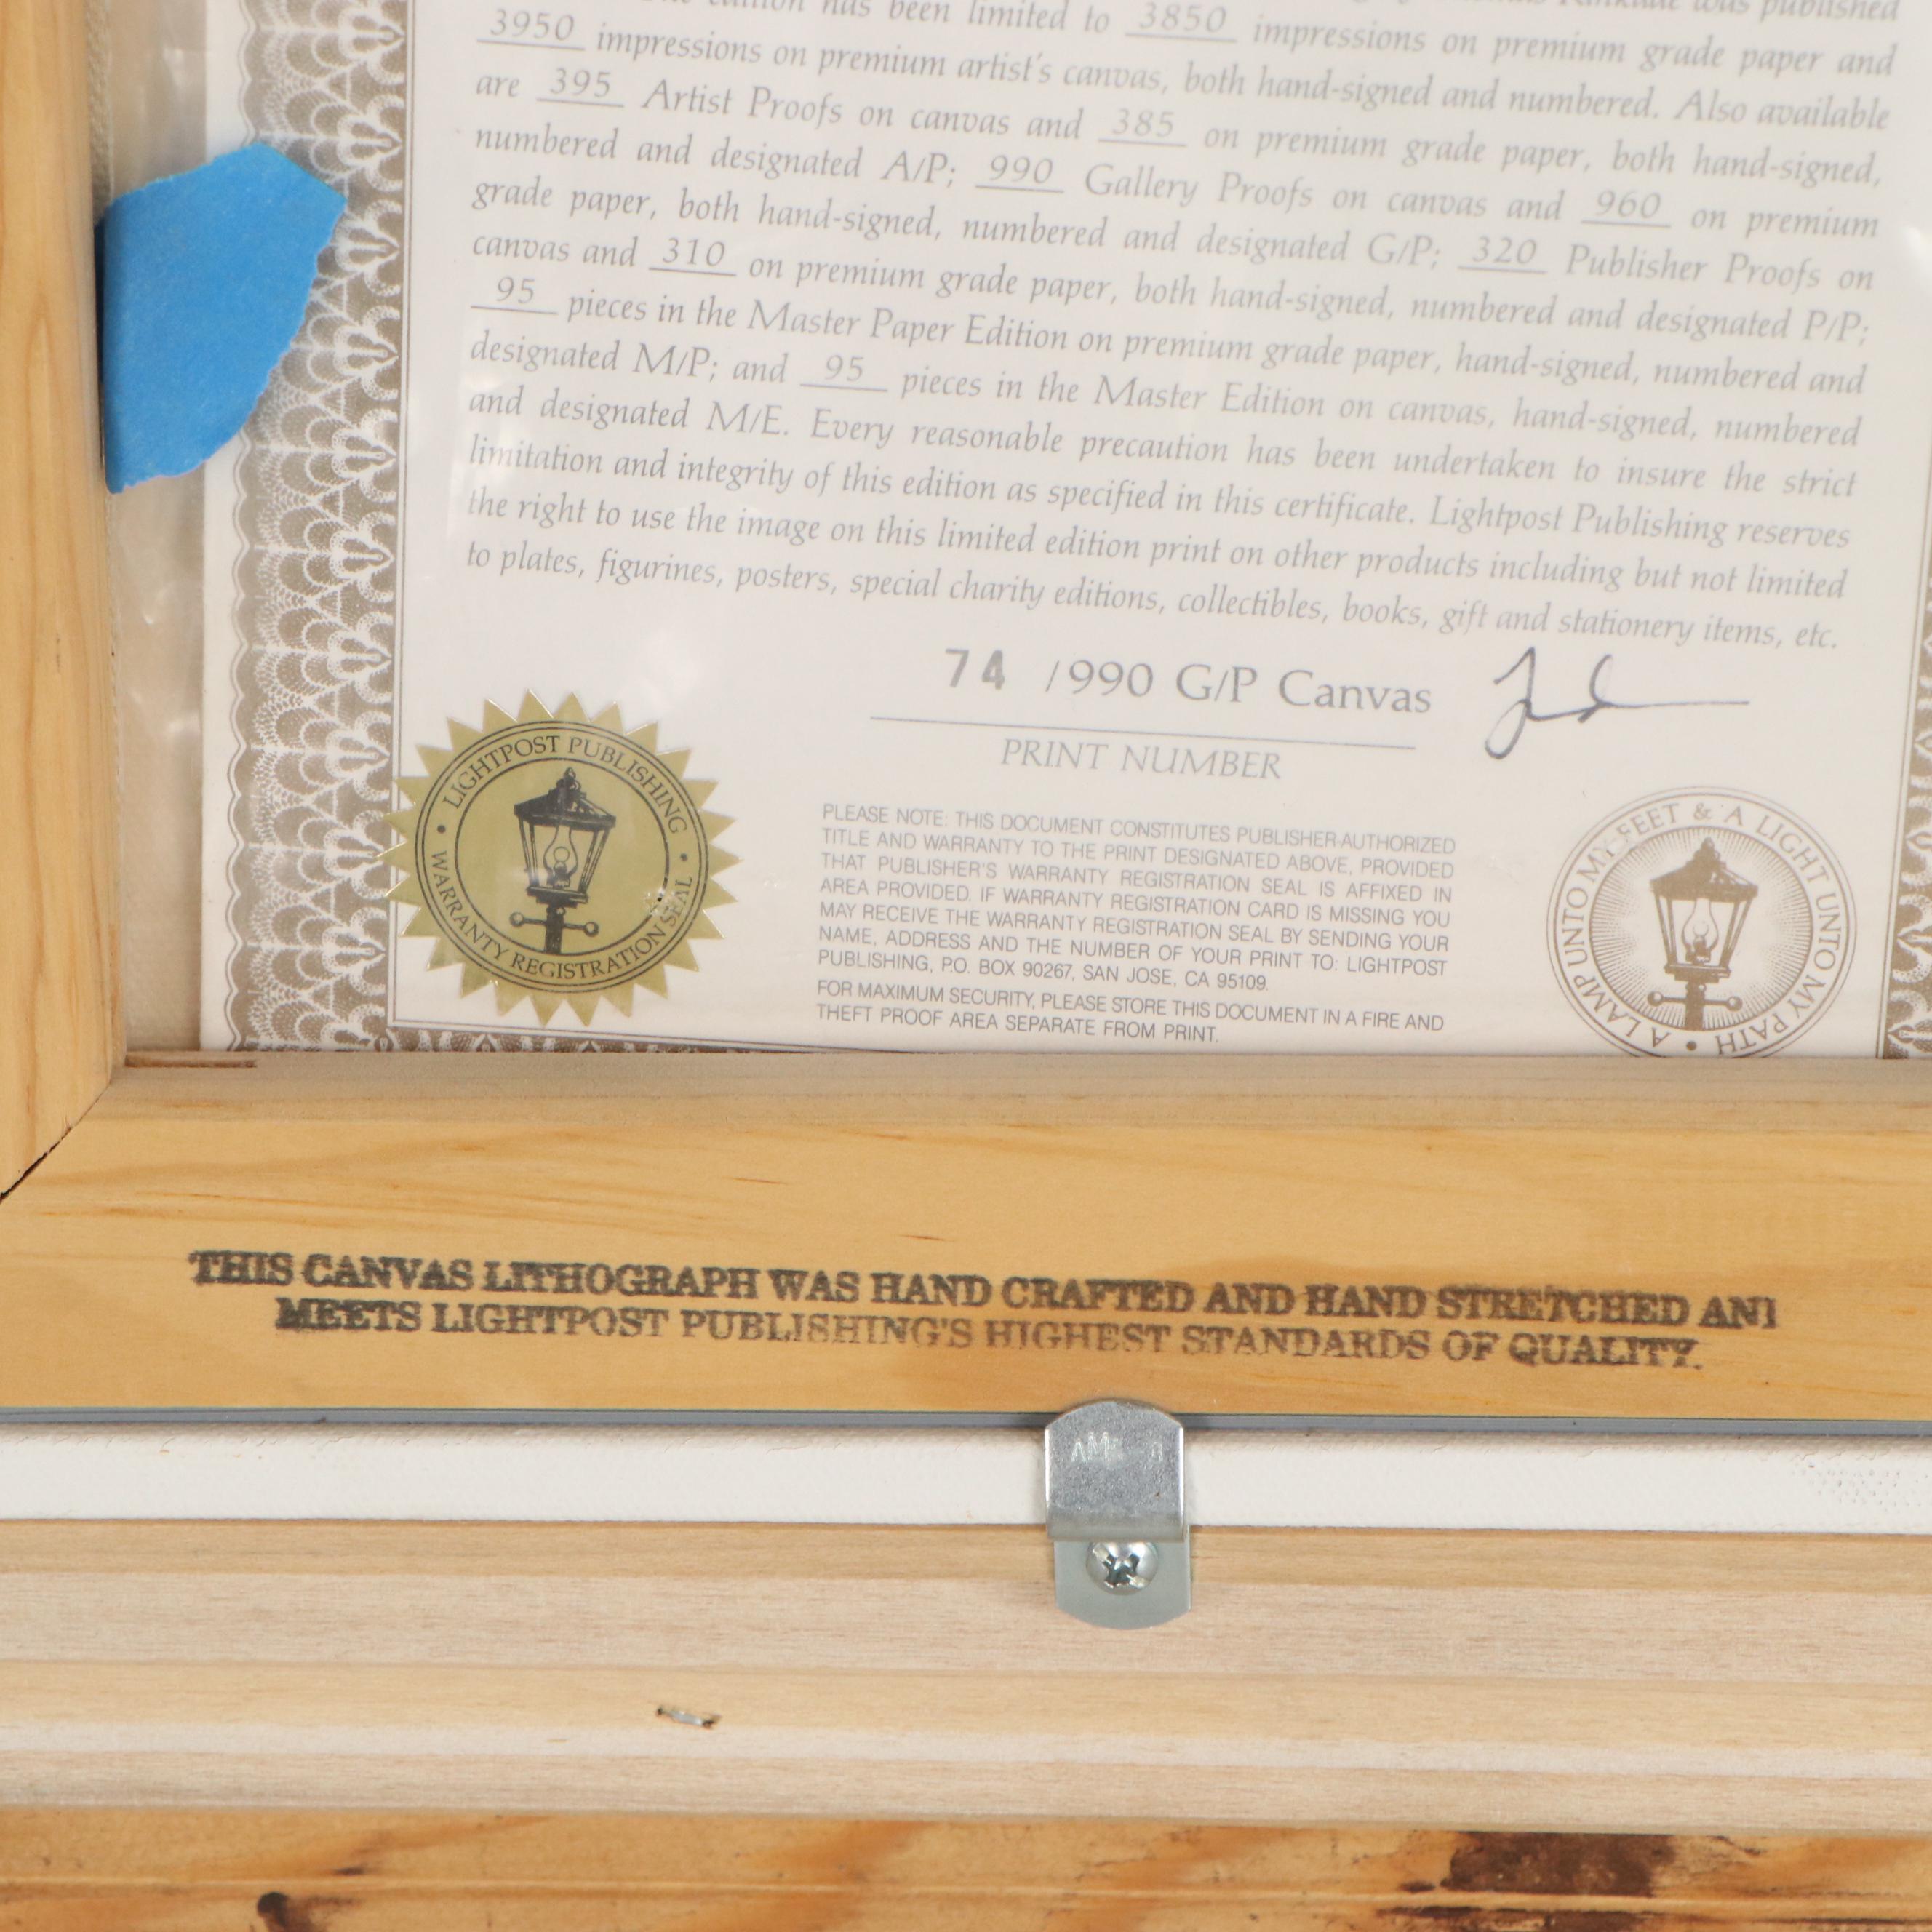 edition has been limited to 3850 impressions on premium grade paper and
3950 impressions on premium artist's canvas, both hand-signed and numbered. Also available
are 395 Artist Proofs on canvas and 385 on premium grade paper, both hand-signed,
numbered and designated A/P; 990 Gallery Proofs on canvas and 960 on premium
grade paper, both hand-signed, numbered and designated G/P; 320 Publisher Proofs on
canvas and 310 on premium grade paper, both hand-signed, numbered and designated P/P;
95 pieces in the Master Paper Edition on premium grade paper, hand-signed, numbered and
designated M/P; and 95 pieces in the Master Edition on canvas, hand-signed, numbered
and designated M/E. Every reasonable precaution has been undertaken to insure the strict
limitation and integrity of this edition as specified in this certificate. Lightpost Publishing reserves
the right to use the image on this limited edition print on other products including but not limited
to plates, figurines, posters, special charity editions, collectibles, books, gift and stationery items, etc.
74 /990 G/P Canvas
PRINT NUMBER
LIGHTPOST PUBLISHING • WARRANTY REGISTRATION SEAL •
PLEASE NOTE: THIS DOCUMENT CONSTITUTES PUBLISHER-AUTHORIZED
TITLE AND WARRANTY TO THE PRINT DESIGNATED ABOVE, PROVIDED
THAT PUBLISHER'S WARRANTY REGISTRATION SEAL IS AFFIXED IN
AREA PROVIDED. IF WARRANTY REGISTRATION CARD IS MISSING YOU
MAY RECEIVE THE WARRANTY REGISTRATION SEAL BY SENDING YOUR
NAME, ADDRESS AND THE NUMBER OF YOUR PRINT TO: LIGHTPOST
PUBLISHING, P.O. BOX 90267, SAN JOSE, CA 95109.
FOR MAXIMUM SECURITY, PLEASE STORE THIS DOCUMENT IN A FIRE AND
THEFT PROOF AREA SEPARATE FROM PRINT.
A LAMP UNTO MY FEET & A LIGHT UNTO MY PATH •
THIS CANVAS LITHOGRAPH WAS HAND CRAFTED AND HAND STRETCHED AN
MEETS LIGHTPOST PUBLISHING'S HIGHEST STANDARDS OF QUALITY.